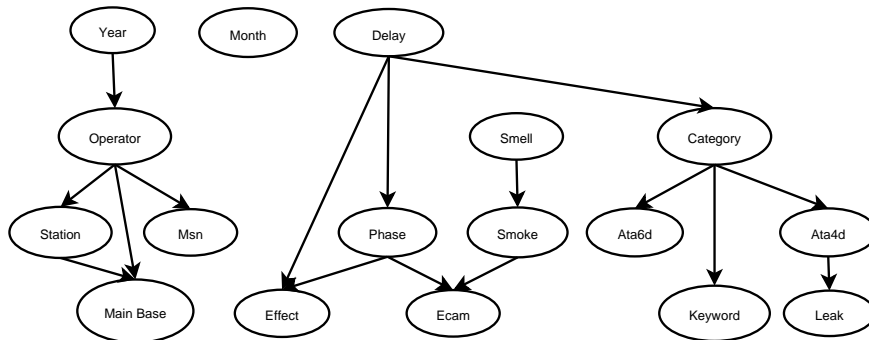 Year
Month
Delay
Operator
Smell
Category
Station
Msn
Phase
Smoke
Ata6d
Ata4d
Main Base
Effect
Ecam
Keyword
Leak